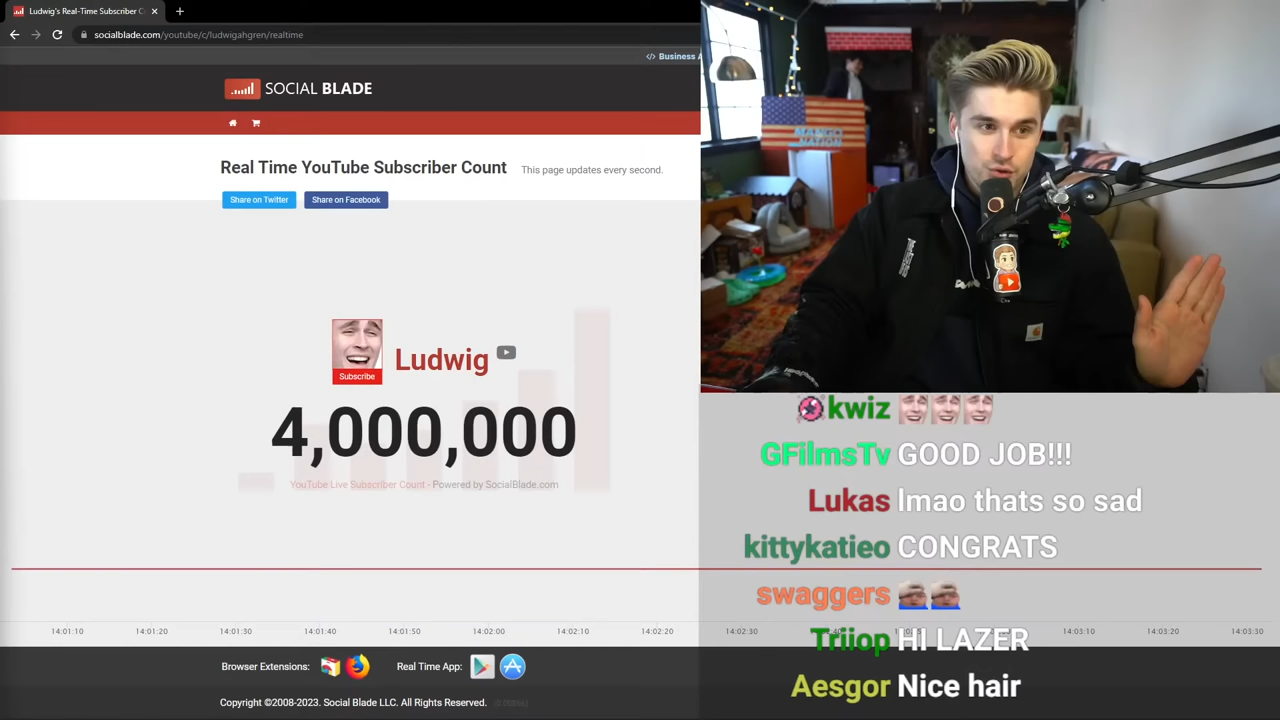 Ludwig's Real-Time Subscriber C
socialblade.com/youtube/c/ludwigahgren/realtime
</> Business A
SOCIAL BLADE
Real Time YouTube Subscriber Count
This page updates every second.
Share on Twitter
Share on Facebook
MANGO
NATION
Subscribe
Ludwig
4,000,000
YouTube Live Subscriber Count - Powered by SocialBlade.com
kwiz
GFilmsTv GOOD JOB!!!
Lukas lmao thats so sad
kittykatieo CONGRATS
swaggers
Triiop HI LAZER
Aesgor Nice hair
14:01:10 14:01:20 14:01:30 14:01:40 14:01:50 14:02:00 14:02:10 14:02:20 14:02:30 14:03:10 14:03:20 14:03:30
Browser Extensions:
Real Time App:
Copyright ©2008-2023. Social Blade LLC. All Rights Reserved.